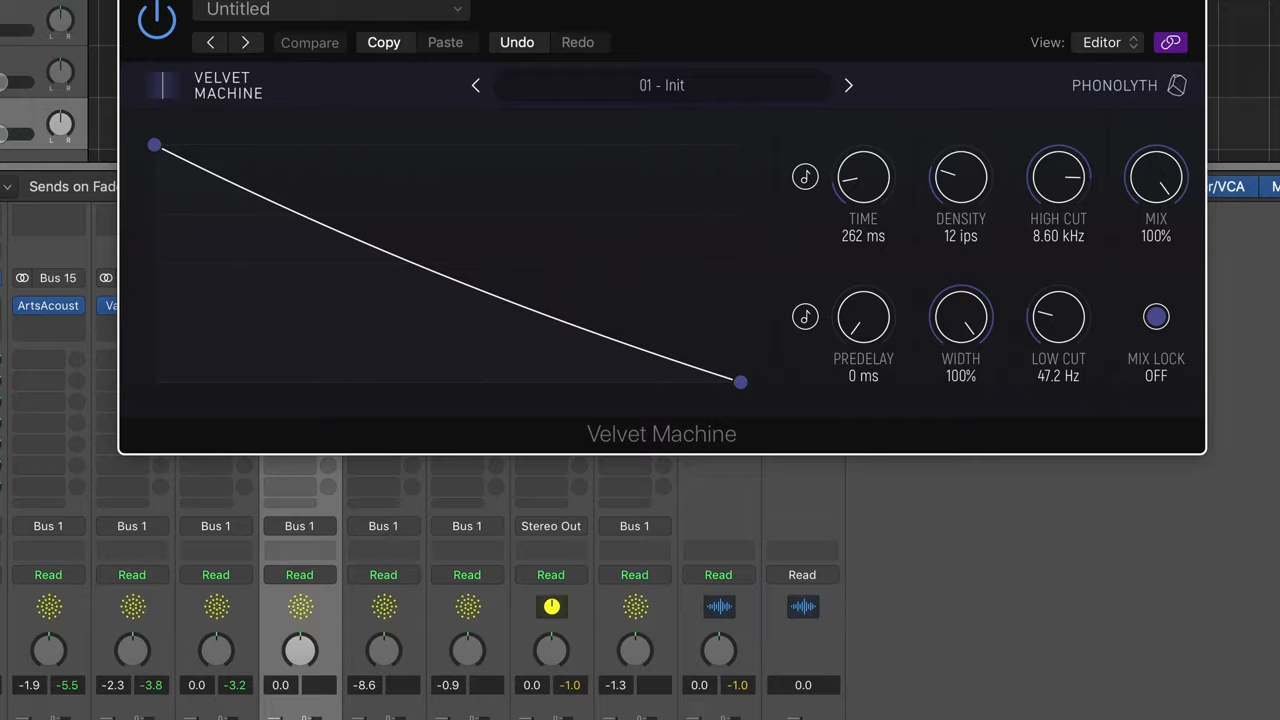 Untitled
Compare Copy Paste Undo Redo View: Editor
VELVET
MACHINE
01 - Init
PHONOLYTH
L R
L R
L R
TIME DENSITY HIGH CUT MIX
262 ms 12 ips 8.60 kHz 100%
Sends on Fad
r/VCA M
PREDELAY WIDTH LOW CUT MIX LOCK
0 ms 100% 47.2 Hz OFF
Bus 15
ArtsAcoust Va
Velvet Machine
Bus 1 Bus 1 Bus 1 Bus 1 Bus 1 Bus 1 Stereo Out Bus 1
Read Read Read Read Read Read Read Read Read Read
-1.9 -5.5 -2.3 -3.8 0.0 -3.2 0.0 -8.6 -0.9 0.0 -1.0 -1.3 0.0 -1.0 0.0